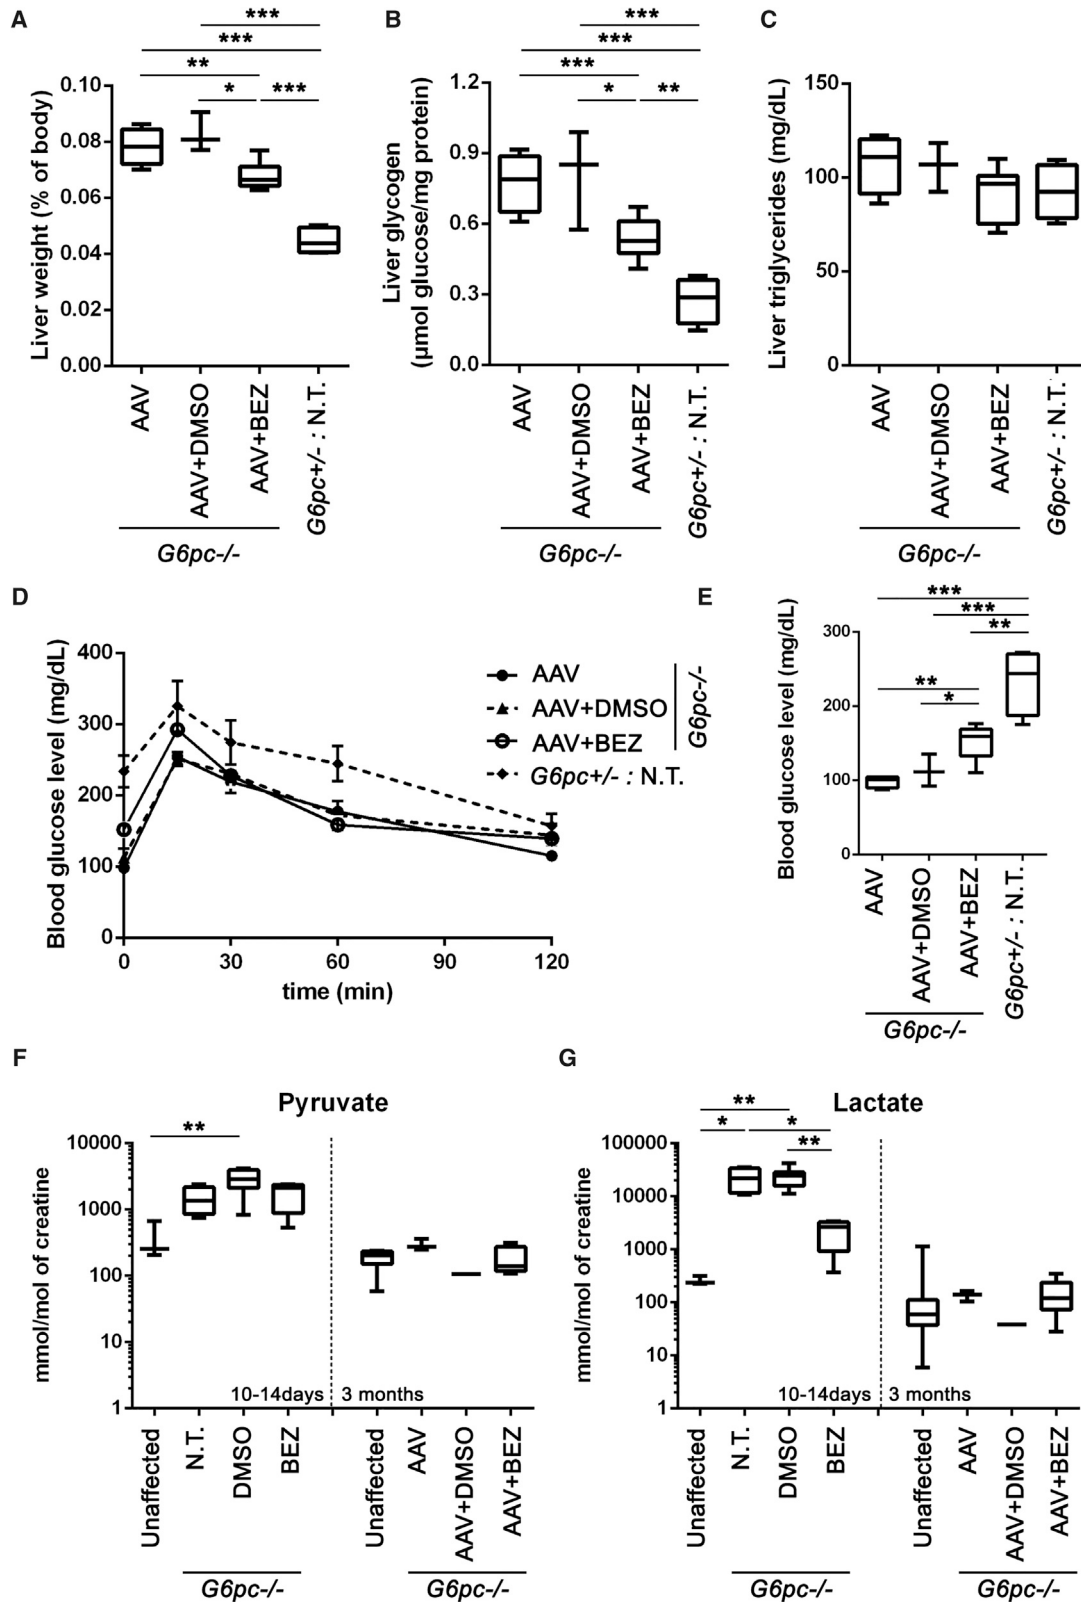 A
***
***
**
*
***
Liver weight (% of body)
0.10
0.08
0.06
0.04
0.02
0.00
AAV
AAV+DMSO
AAV+BEZ
G6pc+/- : N.T.
G6pc-/-
B
***
***
***
*
**
Liver glycogen
(µmol glucose/mg protein)
1.2
0.9
0.6
0.3
0.0
AAV
AAV+DMSO
AAV+BEZ
G6pc+/- : N.T.
G6pc-/-
C
Liver triglycerides (mg/dL)
150
100
50
0
AAV
AAV+DMSO
AAV+BEZ
G6pc+/- : N.T.
G6pc-/-
D
Blood glucose level (mg/dL)
400
300
200
100
0
0
30
60
90
120
time (min)
AAV
AAV+DMSO
AAV+BEZ
G6pc+/- : N.T.
G6pc-/-
E
***
***
**
**
*
Blood glucose level (mg/dL)
300
200
100
0
AAV
AAV+DMSO
AAV+BEZ
G6pc+/- : N.T.
G6pc-/-
F
Pyruvate
**
mmol/mol of creatine
10000
1000
100
10
1
10-14days
3 months
Unaffected
N.T.
DMSO
BEZ
Unaffected
AAV
AAV+DMSO
AAV+BEZ
G6pc-/-
G6pc-/-
G
Lactate
**
*
*
**
mmol/mol of creatine
100000
10000
1000
100
10
1
10-14days
3 months
Unaffected
N.T.
DMSO
BEZ
Unaffected
AAV
AAV+DMSO
AAV+BEZ
G6pc-/-
G6pc-/-